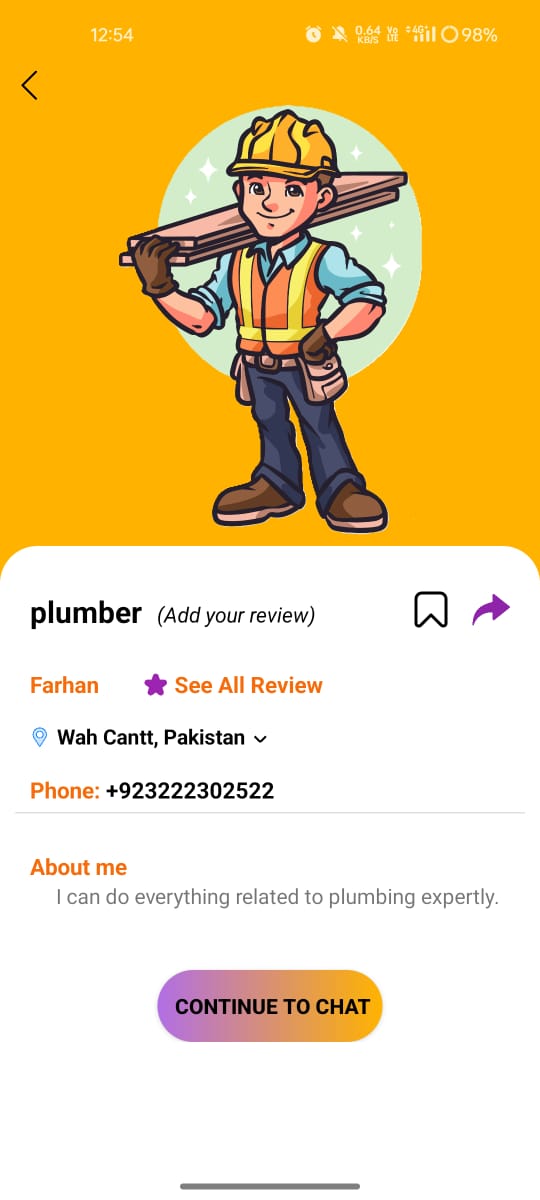 12:54
0.64 KB/S Vo LTE 4G+ 98%
plumber (Add your review)
Farhan See All Review
Wah Cantt, Pakistan
Phone: +923222302522
About me
I can do everything related to plumbing expertly.
CONTINUE TO CHAT